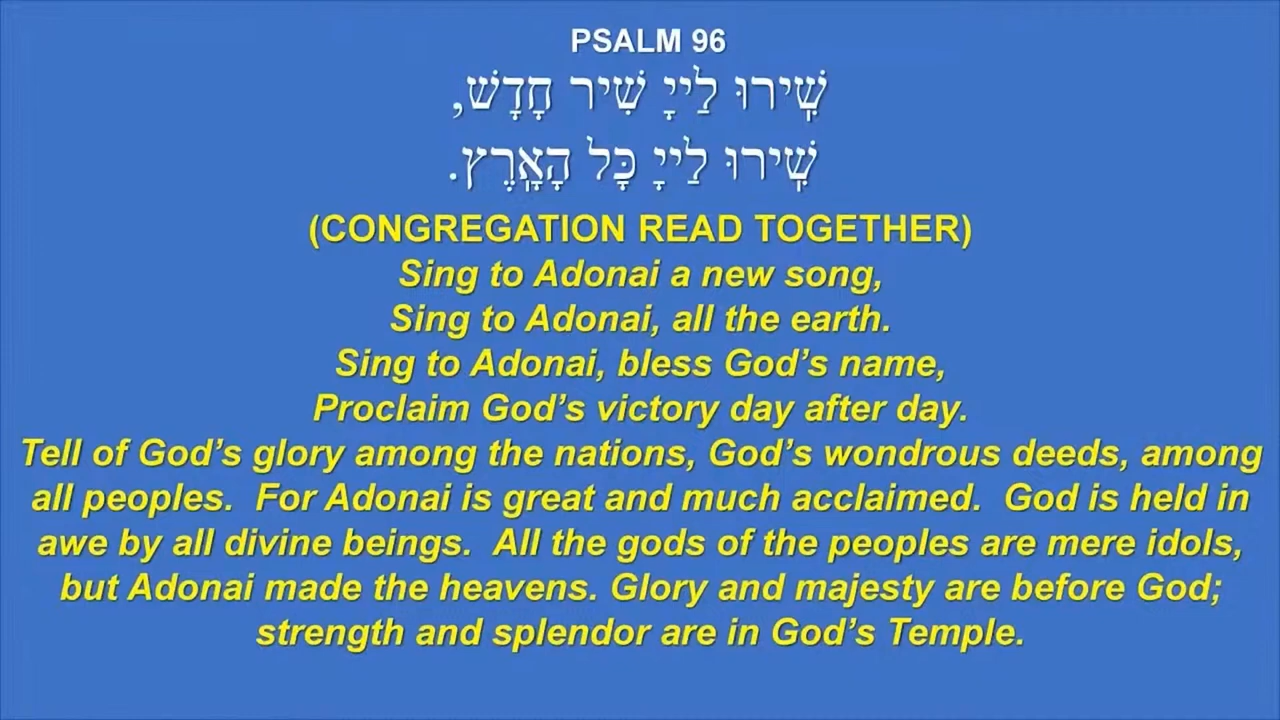 PSALM 96
שִׁירוּ לַייָ שִׁיר חָדָשׁ,
שִׁירוּ לַייָ כָּל הָאָרֶץ.
(CONGREGATION READ TOGETHER)
Sing to Adonai a new song,
Sing to Adonai, all the earth.
Sing to Adonai, bless God’s name,
Proclaim God’s victory day after day.
Tell of God’s glory among the nations, God’s wondrous deeds, among
all peoples.  For Adonai is great and much acclaimed.  God is held in
awe by all divine beings.  All the gods of the peoples are mere idols,
but Adonai made the heavens. Glory and majesty are before God;
strength and splendor are in God’s Temple.